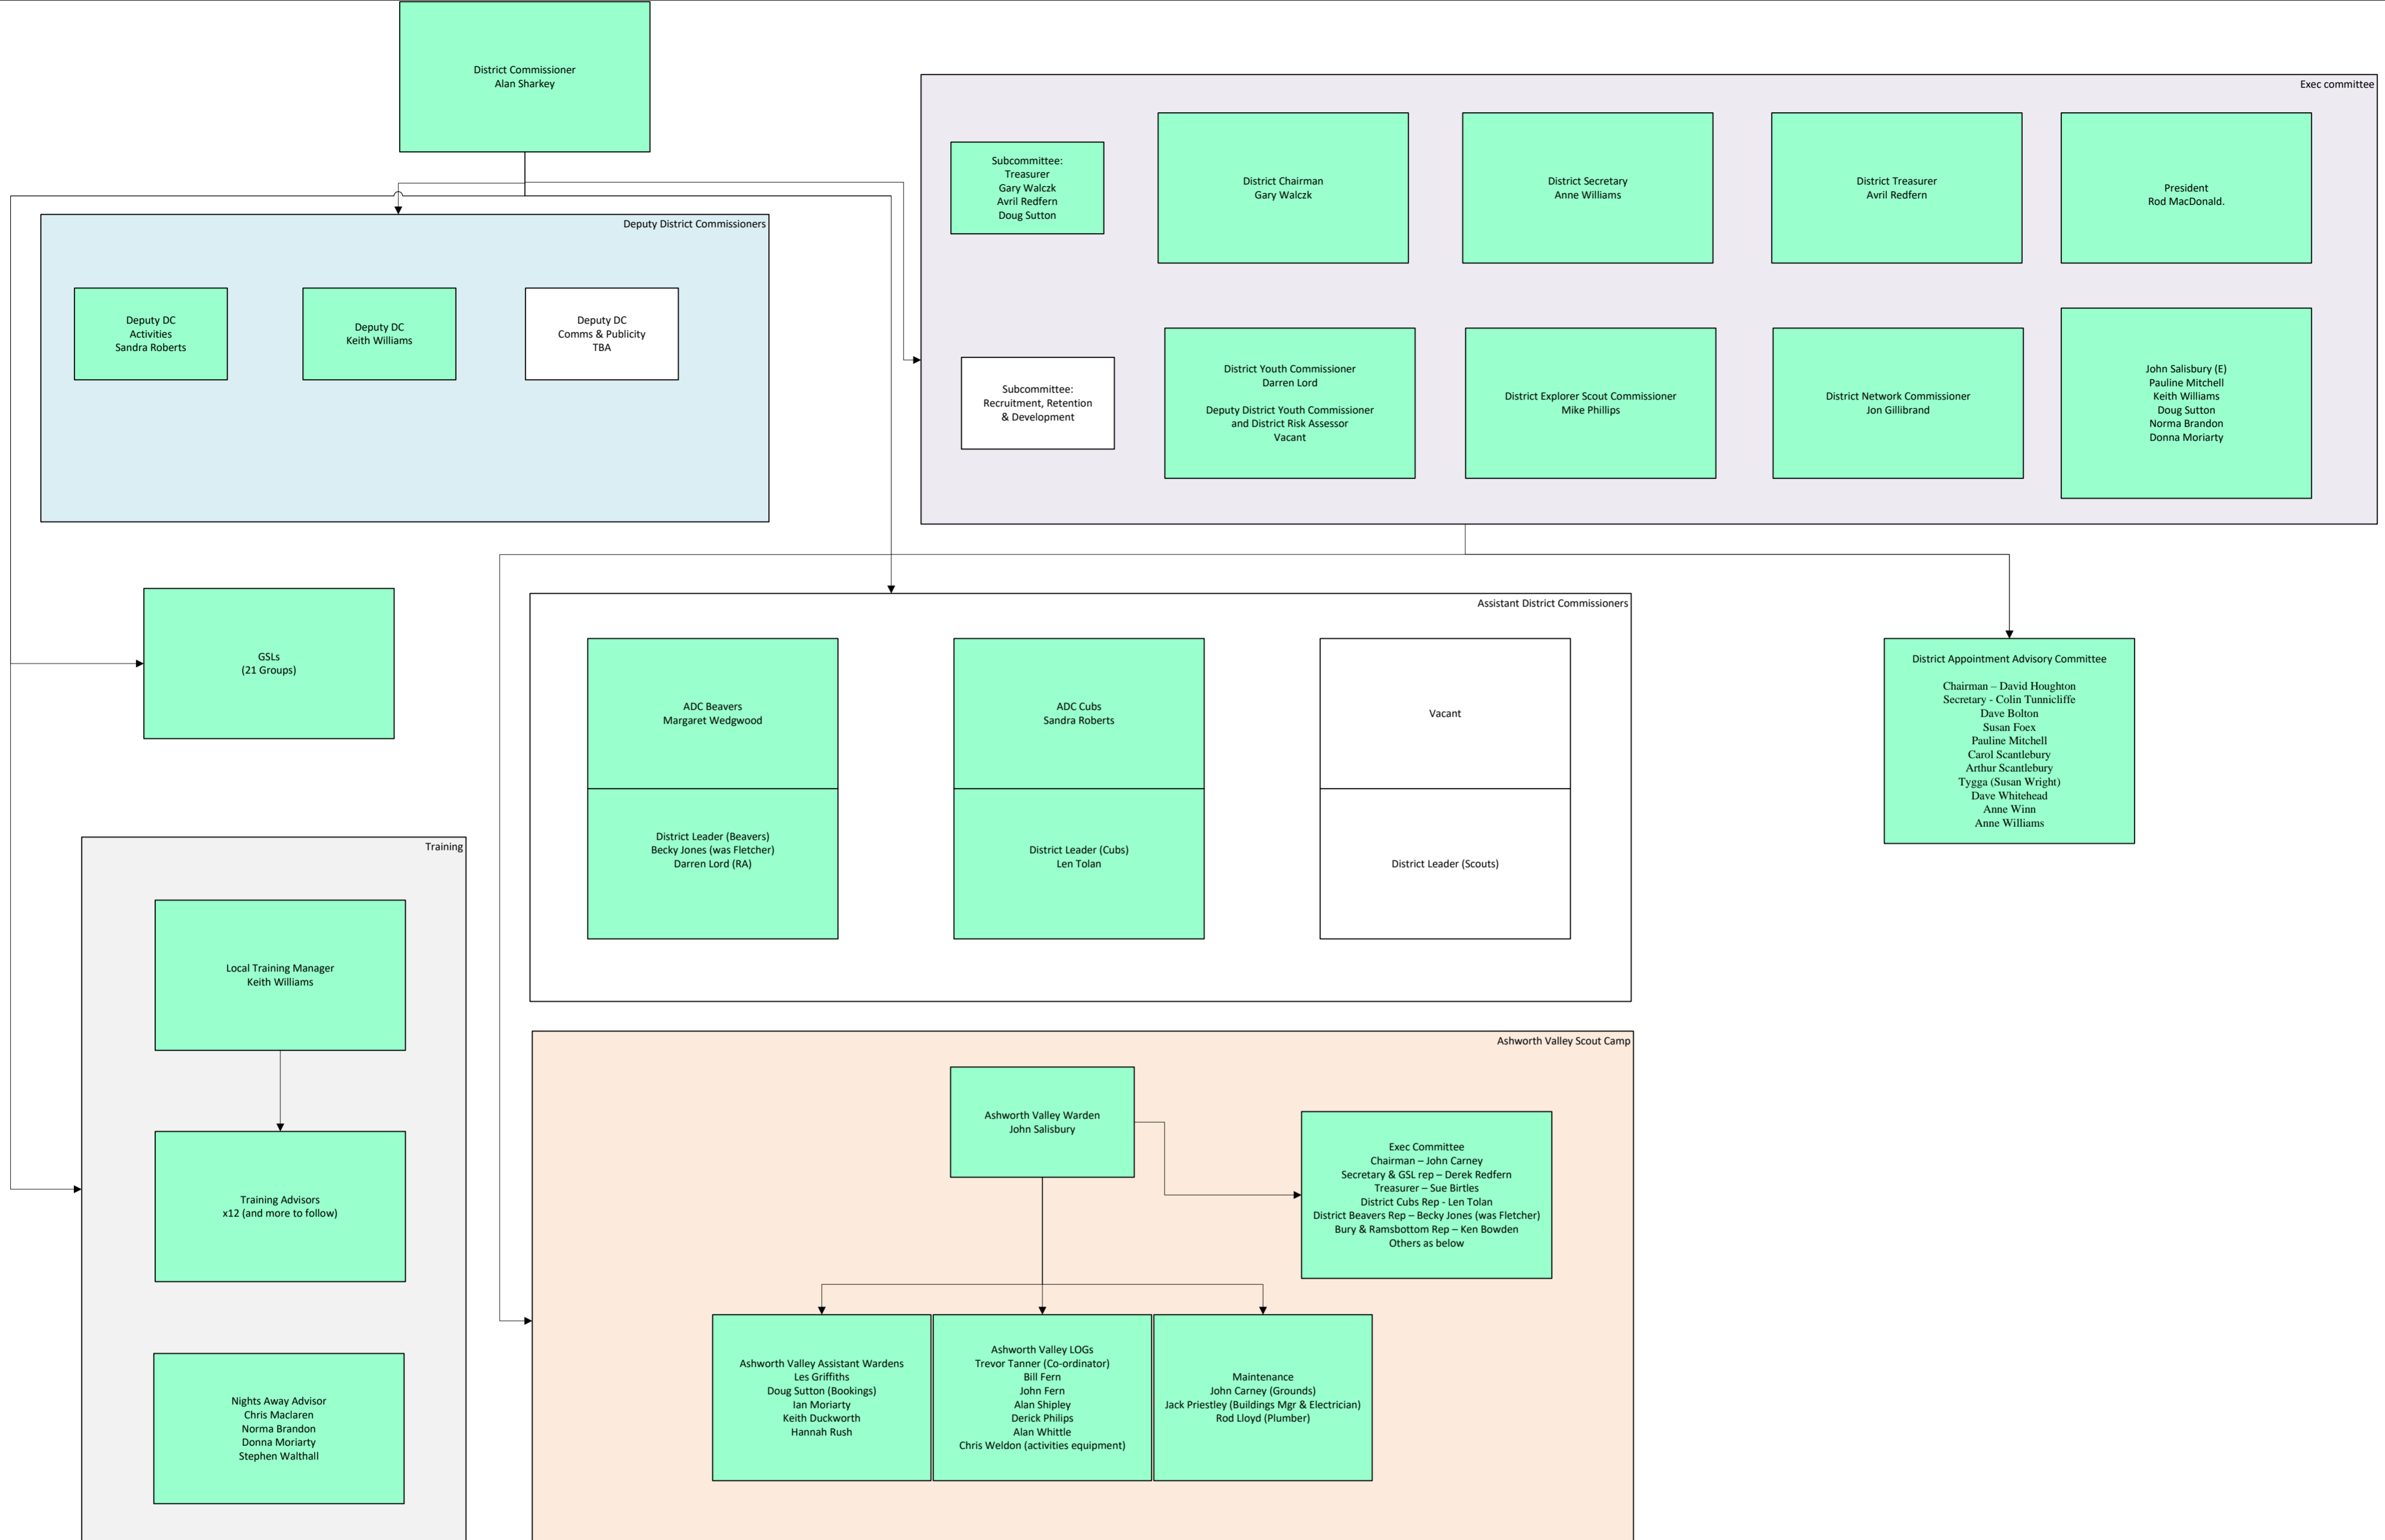 District Commissioner
Alan Sharkey
Exec committee
Subcommittee:
Treasurer
Gary Walczk
Avril Redfern
Doug Sutton
District Chairman
Gary Walczk
District Secretary
Anne Williams
District Treasurer
Avril Redfern
President
Rod MacDonald.
Deputy District Commissioners
Deputy DC
Activities
Sandra Roberts
Deputy DC
Keith Williams
Deputy DC
Comms & Publicity
TBA
Subcommittee:
Recruitment, Retention
& Development
District Youth Commissioner
Darren Lord
Deputy District Youth Commissioner
and District Risk Assessor
Vacant
District Explorer Scout Commissioner
Mike Phillips
District Network Commissioner
Jon Gillibrand
John Salisbury (E)
Pauline Mitchell
Keith Williams
Doug Sutton
Norma Brandon
Donna Moriarty
GSLs
(21 Groups)
Assistant District Commissioners
ADC Beavers
Margaret Wedgwood
ADC Cubs
Sandra Roberts
Vacant
District Leader (Beavers)
Becky Jones (was Fletcher)
Darren Lord (RA)
District Leader (Cubs)
Len Tolan
District Leader (Scouts)
District Appointment Advisory Committee
Chairman – David Houghton
Secretary - Colin Tunnicliffe
Dave Bolton
Susan Foex
Pauline Mitchell
Carol Scantlebury
Arthur Scantlebury
Tygga (Susan Wright)
Dave Whitehead
Anne Winn
Anne Williams
Training
Local Training Manager
Keith Williams
Training Advisors
x12 (and more to follow)
Nights Away Advisor
Chris Maclaren
Norma Brandon
Donna Moriarty
Stephen Walthall
Ashworth Valley Scout Camp
Ashworth Valley Warden
John Salisbury
Exec Committee
Chairman – John Carney
Secretary & GSL rep – Derek Redfern
Treasurer – Sue Birtles
District Cubs Rep - Len Tolan
District Beavers Rep – Becky Jones (was Fletcher)
Bury & Ramsbottom Rep – Ken Bowden
Others as below
Ashworth Valley Assistant Wardens
Les Griffiths
Doug Sutton (Bookings)
Ian Moriarty
Keith Duckworth
Hannah Rush
Ashworth Valley LOGs
Trevor Tanner (Co-ordinator)
Bill Fern
John Fern
Alan Shipley
Derick Philips
Alan Whittle
Chris Weldon (activities equipment)
Maintenance
John Carney (Grounds)
Jack Priestley (Buildings Mgr & Electrician)
Rod Lloyd (Plumber)